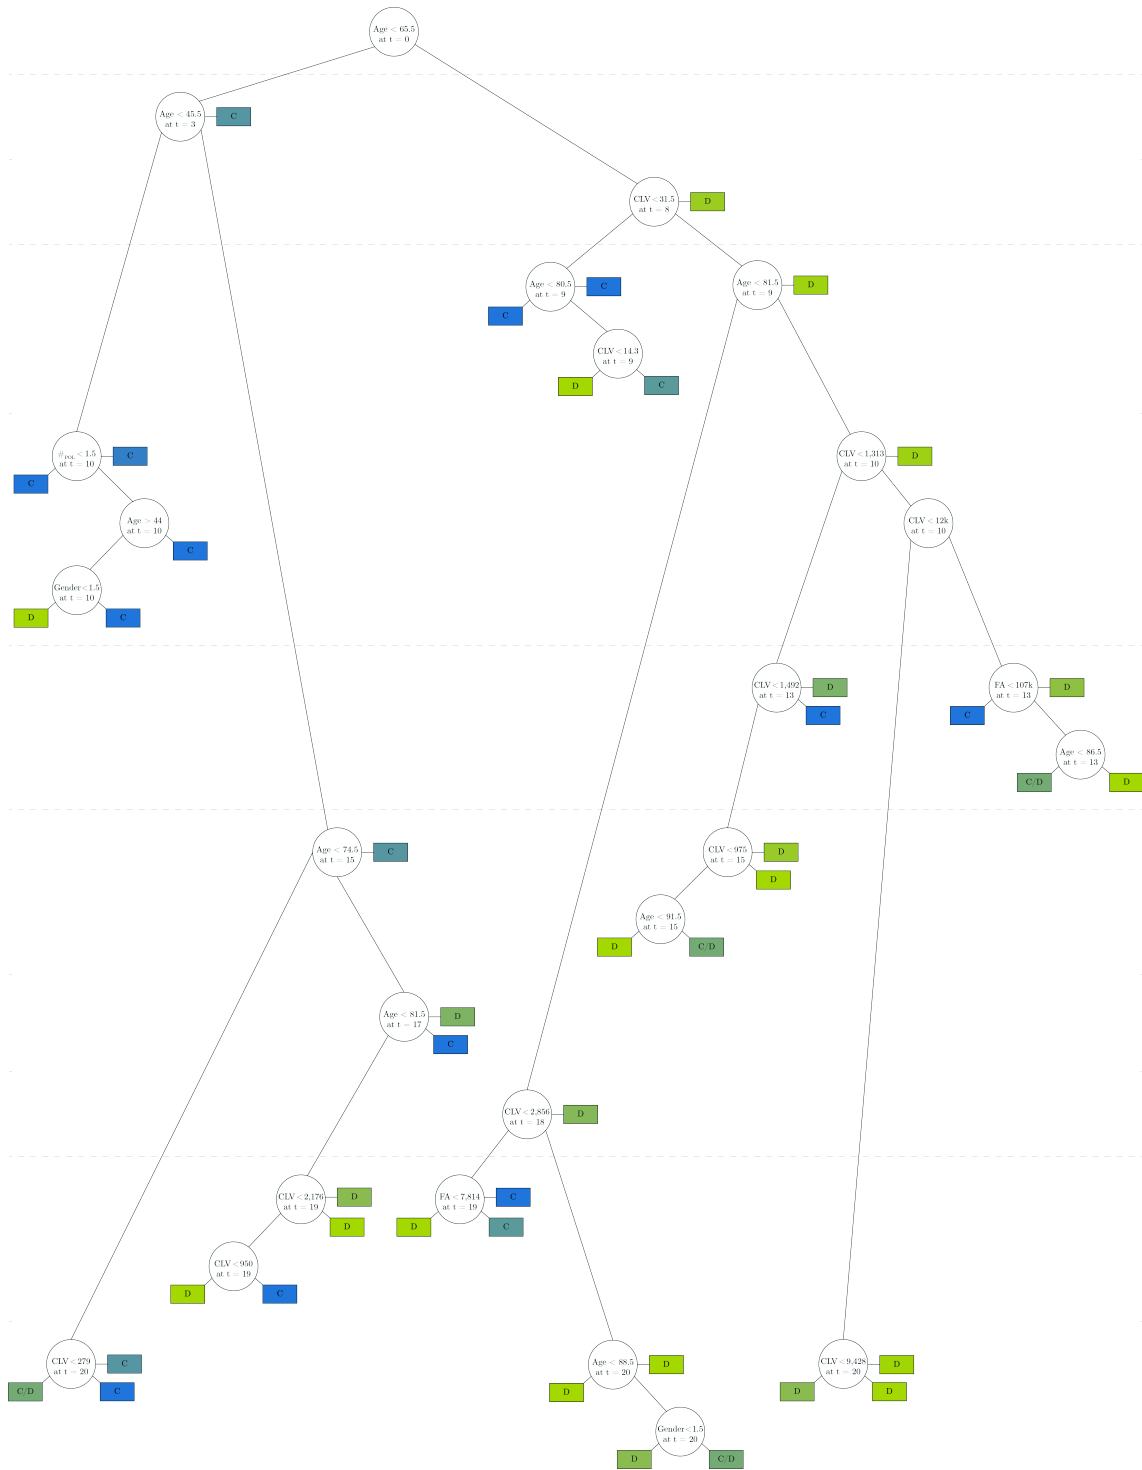 Age < 65.5
at t = 0
Age < 45.5
at t = 3
C
CLV < 31.5
at t = 8
D
Age < 80.5
at t = 9
C
C
Age < 81.5
at t = 9
D
CLV < 14.3
at t = 9
D
C
#POL < 1.5
at t = 10
C
C
CLV < 1,313
at t = 10
D
Age > 44
at t = 10
C
CLV < 12k
at t = 10
Gender < 1.5
at t = 10
D
C
CLV < 1,492
at t = 13
D
C
FA < 107k
at t = 13
D
C
Age < 86.5
at t = 13
C/D
D
Age < 74.5
at t = 15
C
CLV < 975
at t = 15
D
D
Age < 91.5
at t = 15
D
C/D
Age < 81.5
at t = 17
D
C
CLV < 2,856
at t = 18
D
CLV < 2,176
at t = 19
D
D
FA < 7,814
at t = 19
C
D
C
CLV < 950
at t = 19
D
C
CLV < 279
at t = 20
C
C/D
C
Age < 88.5
at t = 20
D
D
CLV < 9,428
at t = 20
D
D
D
Gender < 1.5
at t = 20
D
C/D